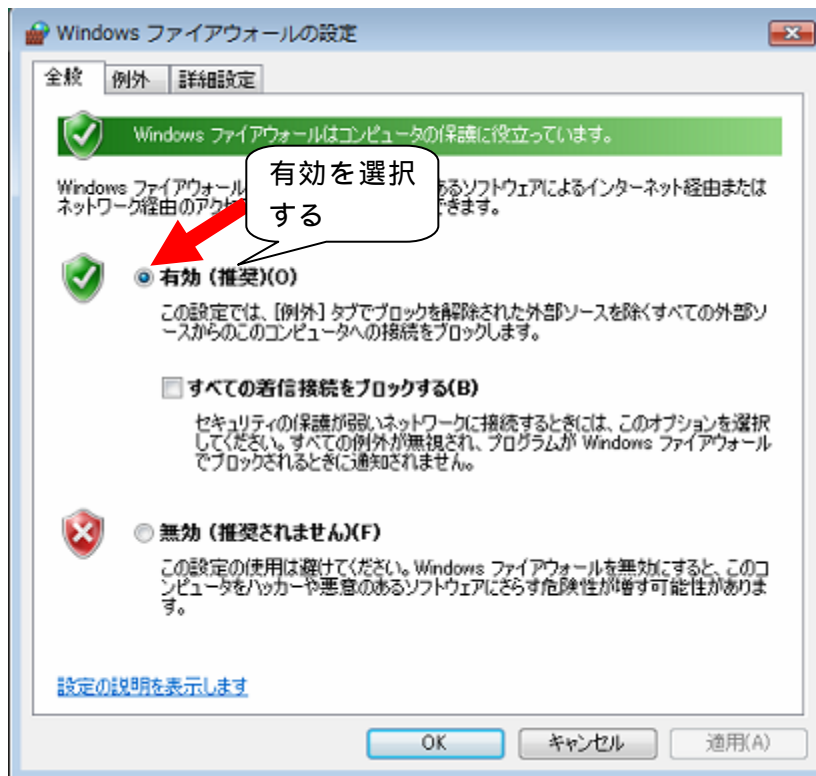 Windows ファイアウォールの設定
全般 例外 詳細設定
Windows ファイアウォールはコンピュータの保護に役立っています。
有効を選択
する
Windows ファイアウォール あるソフトウェアによるインターネット経由または
ネットワーク経由のアクセ できます。
有効 (推奨)(O)
この設定では、[例外] タブでブロックを解除された外部ソースを除くすべての外部ソ
ースからのこのコンピュータへの接続をブロックします。
すべての着信接続をブロックする(B)
セキュリティの保護が弱いネットワークに接続するときには、このオプションを選択
してください。すべての例外が無視され、プログラムが Windows ファイアウォール
でブロックされるときに通知されません。
無効 (推奨されません)(F)
この設定の使用は避けてください。Windows ファイアウォールを無効にすると、このコ
ンピュータをハッカーや悪意のあるソフトウェアにさらす危険性が増す可能性がありま
す。
設定の説明を表示します
OK キャンセル 適用(A)